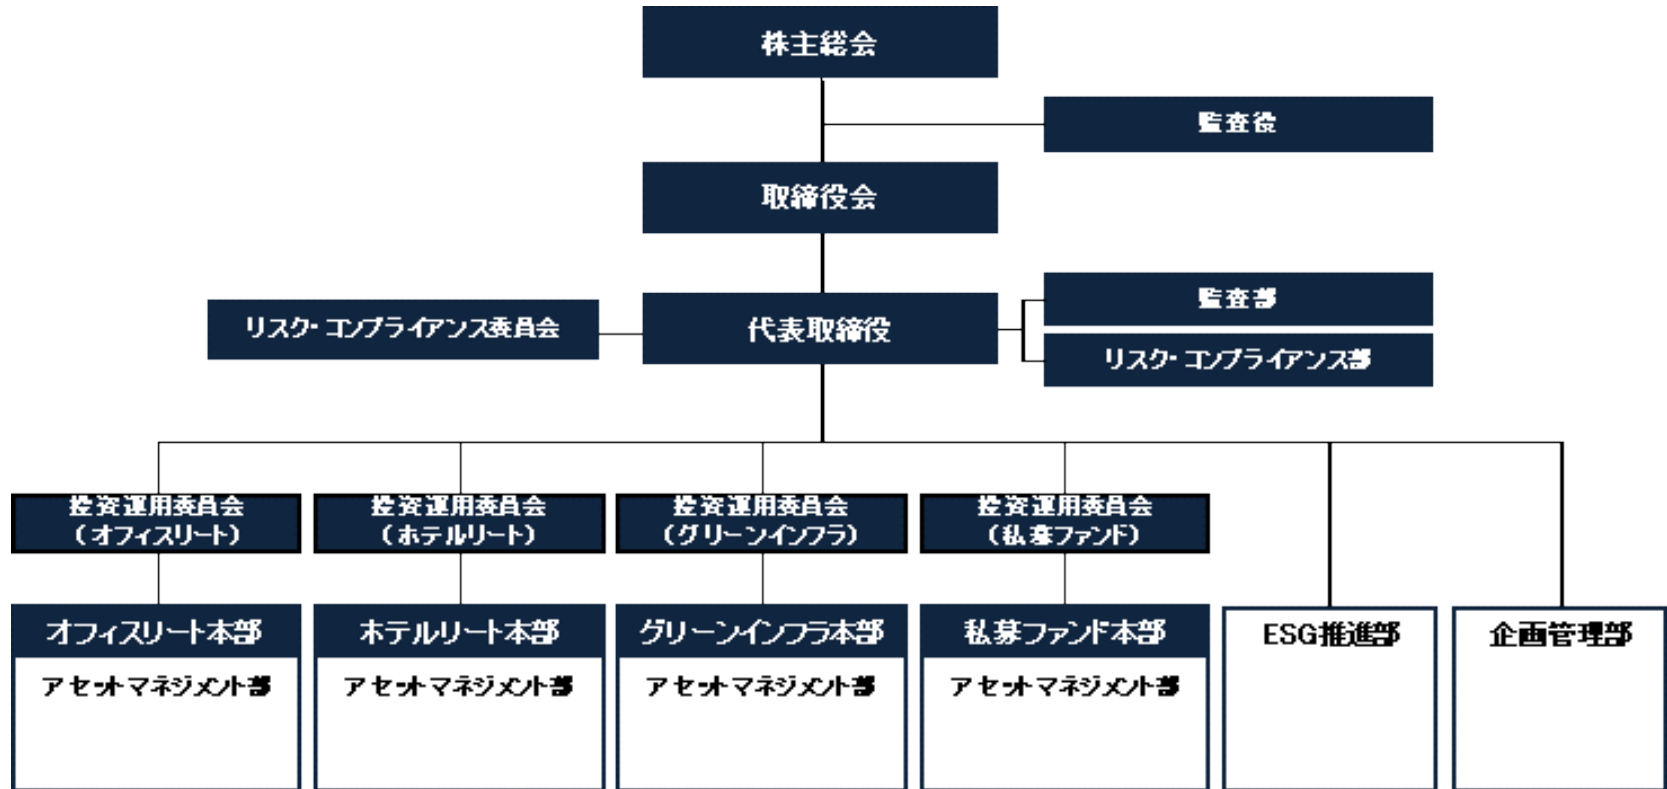 株主総会
監査役
取締役会
監査部
リスク・コンプライアンス委員会
代表取締役
リスク・コンプライアンス部
投資運用委員会
(オフィスリート)
投資運用委員会
(ホテルリート)
投資運用委員会
(グリーンインフラ)
投資運用委員会
(私募ファンド)
オフィスリート本部
ホテルリート本部
グリーンインフラ本部
私募ファンド本部
ESG推進部
企画管理部
アセットマネジメント部
アセットマネジメント部
アセットマネジメント部
アセットマネジメント部